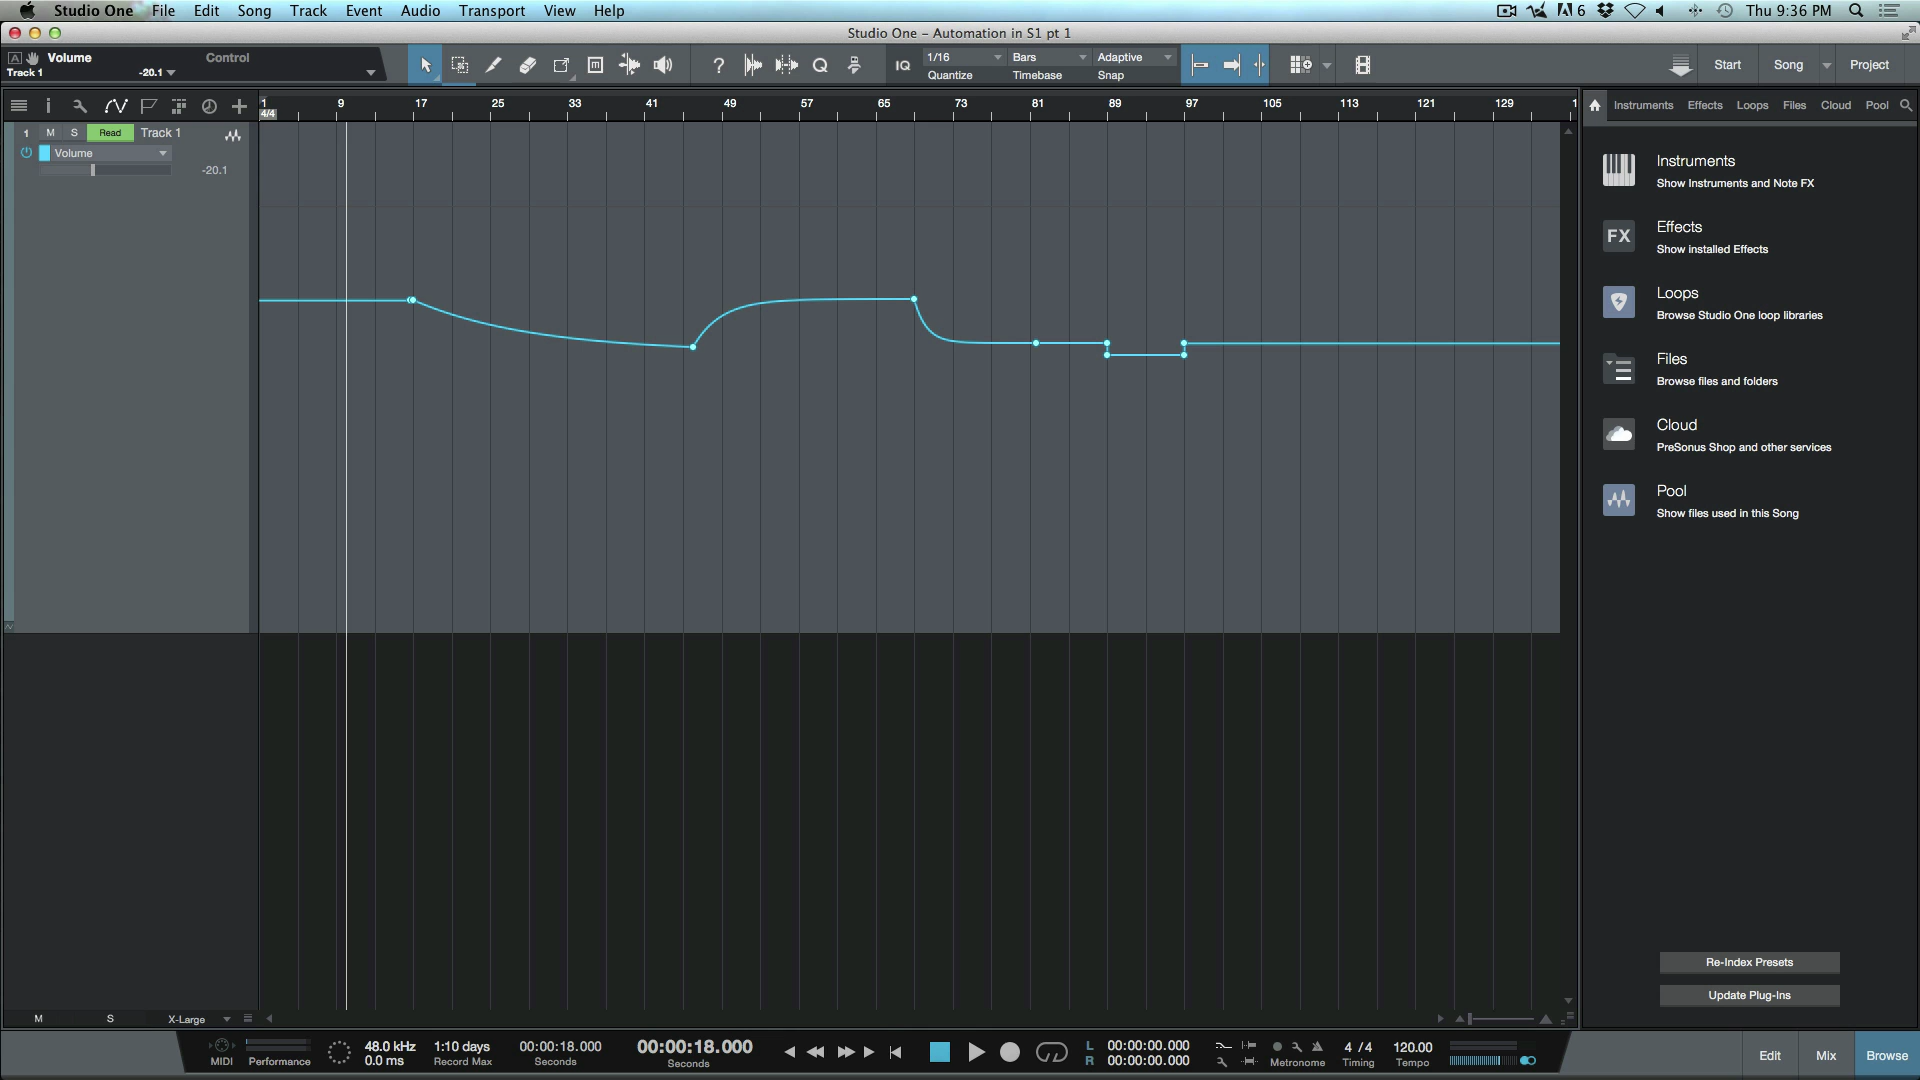 Studio One File Edit Song Track Event Audio Transport View Help 6 Thu 9:36 PM
Studio One - Automation in S1 pt 1
A Volume Control
Track 1 -20.1
? Q IQ 1/16 Bars Adaptive
Quantize Timebase Snap
Start Song Project
1 9 17 25 33 41 49 57 65 73 81 89 97 105 113 121 129 1
4/4
Instruments Effects Loops Files Cloud Pool
1 M S Read Track 1
Volume
-20.1
Instruments
Show Instruments and Note FX
FX Effects
Show installed Effects
Loops
Browse Studio One loop libraries
Files
Browse files and folders
Cloud
PreSonus Shop and other services
Pool
Show files used in this Song
Re-Index Presets
Update Plug-Ins
M S X-Large
MIDI Performance
48.0 kHz
0.0 ms
1:10 days
Record Max
00:00:18.000
Seconds
00:00:18.000
Seconds
L 00:00:00.000
R 00:00:00.000
Metronome
4 / 4
Timing
120.00
Tempo
Edit Mix Browse